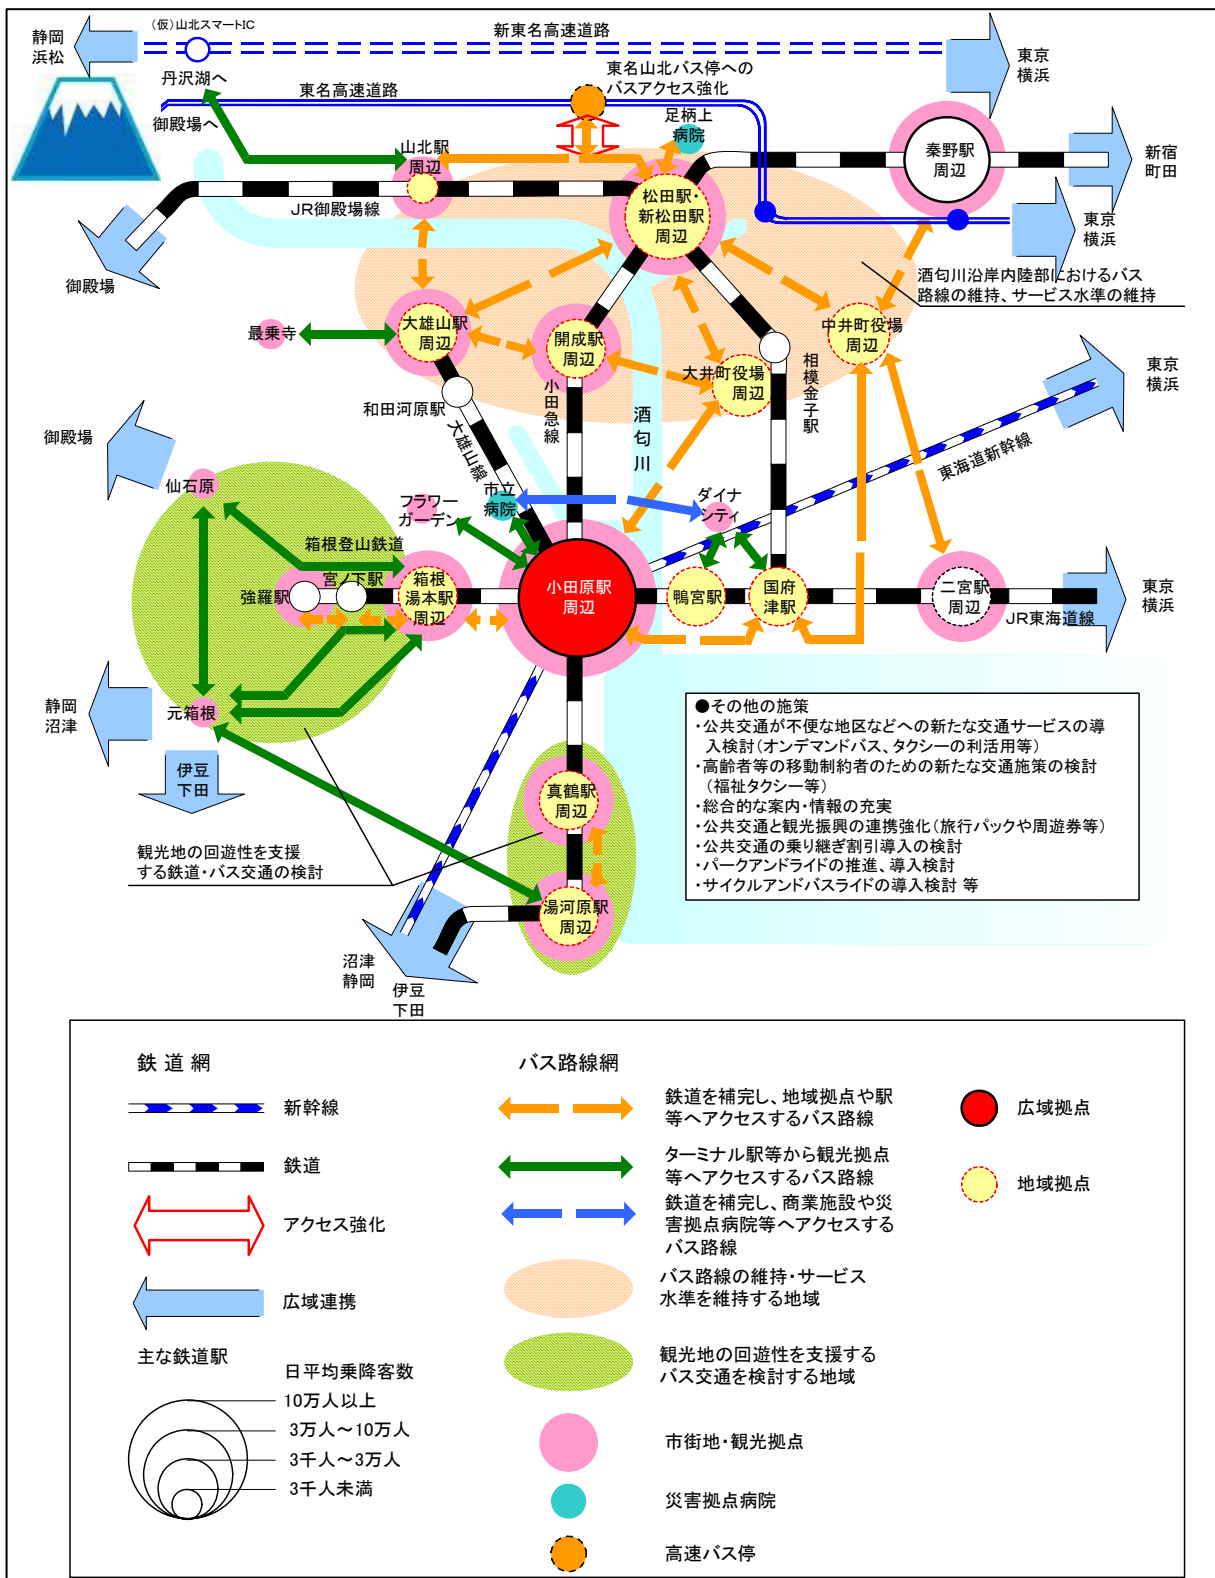 静岡
浜松
(仮)山北スマートIC
新東名高速道路
東京
横浜
丹沢湖へ
東名高速道路
御殿場へ
東名山北バス停への
バスアクセス強化
足柄上
病院
山北駅
周辺
秦野駅
周辺
新宿
町田
JR御殿場線
松田駅・
新松田駅
周辺
東京
横浜
御殿場
酒匂川沿岸内陸部におけるバス
路線の維持、サービス水準の維持
最乗寺
大雄山駅
周辺
開成駅
周辺
中井町役場
周辺
大井町役場
周辺
相模金子駅
東京
横浜
和田河原駅
小田急線
酒匂川
大雄山線
東海道新幹線
御殿場
仙石原
フラワー
ガーデン
市立
病院
ダイナ
シティ
箱根登山鉄道
宮ノ下駅
強羅駅
箱根
湯本駅
周辺
小田原駅
周辺
鴨宮駅
国府
津駅
二宮駅
周辺
東京
横浜
JR東海道線
静岡
沼津
元箱根
伊豆
下田
真鶴駅
周辺
観光地の回遊性を支援
する鉄道・バス交通の検討
湯河原駅
周辺
沼津
静岡
伊豆
下田
●その他の施策
・公共交通が不便な地区などへの新たな交通サービスの導
入検討(オンデマンドバス、タクシーの利活用等)
・高齢者等の移動制約者のための新たな交通施策の検討
(福祉タクシー等)
・総合的な案内・情報の充実
・公共交通と観光振興の連携強化(旅行パックや周遊券等)
・公共交通の乗り継ぎ割引導入の検討
・パークアンドライドの推進、導入検討
・サイクルアンドバスライドの導入検討 等
鉄道網
新幹線
鉄道
アクセス強化
広域連携
主な鉄道駅
日平均乗降客数
10万人以上
3万人～10万人
3千人～3万人
3千人未満
バス路線網
鉄道を補完し、地域拠点や駅
等へアクセスするバス路線
ターミナル駅等から観光拠点
等へアクセスするバス路線
鉄道を補完し、商業施設や災
害拠点病院等へアクセスする
バス路線
バス路線の維持・サービス
水準を維持する地域
観光地の回遊性を支援する
バス交通を検討する地域
市街地・観光拠点
災害拠点病院
高速バス停
広域拠点
地域拠点